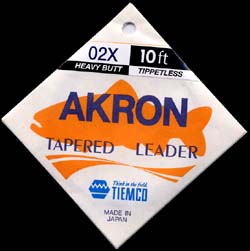 02X 10ft
HEAVY BUTT TIPPETLESS
AKRON
TAPERED LEADER
Think in the field.
TIEMCO
MADE IN
JAPAN